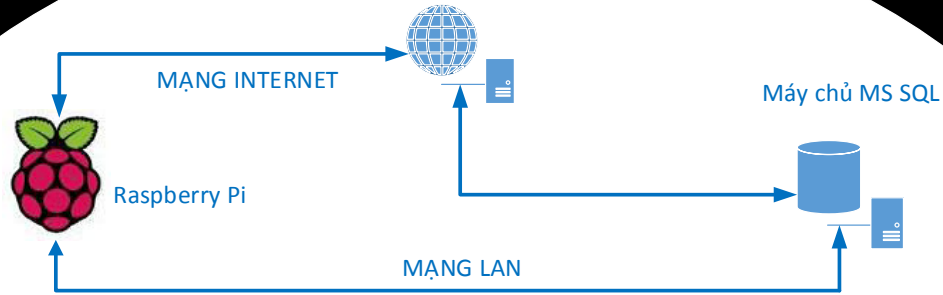 MẠNG INTERNET
Máy chủ MS SQL
Raspberry Pi
MẠNG LAN